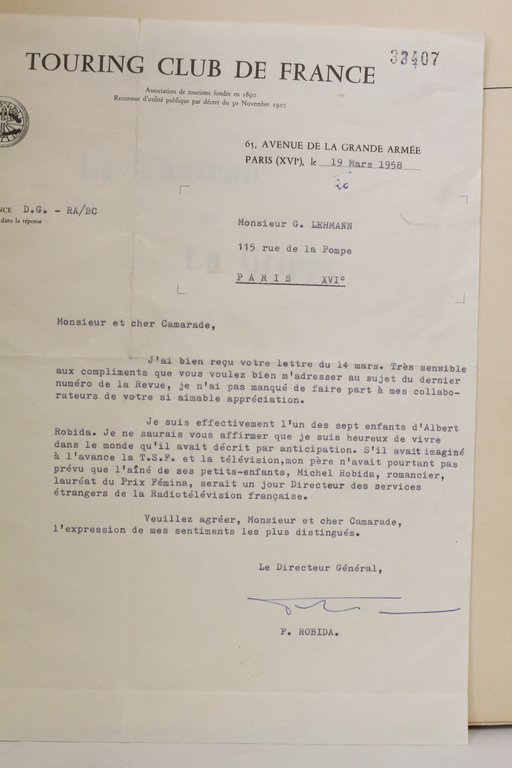 33407
TOURING CLUB DE FRANCE
Association de tourisme fondée en 1890
Reconnue d'utilité publique par décret du 30 Novembre 1907
65, AVENUE DE LA GRANDE ARMÉE
PARIS (XVIe), le 19 Mars 1958
20
NCE D.G. - RA/BC
dans la réponse
Monsieur G. LEHMANN
115 rue de la Pompe
PARIS XVI°
Monsieur et cher Camarade,
J'ai bien reçu votre lettre du 14 mars. Très sensible
aux compliments que vous voulez bien m'adresser au sujet du dernier
numéro de la Revue, je n'ai pas manqué de faire part à mes collabo-
rateurs de votre si aimable appréciation.
Je suis effectivement l'un des sept enfants d'Albert
Robida. Je ne saurais vous affirmer que je suis heureux de vivre
dans le monde qu'il avait décrit par anticipation. S'il avait imaginé
à l'avance la T.S.F. et la télévision,mon père n'avait pourtant pas
prévu que l'aîné de ses petits-enfants, Michel Robida, romancier,
lauréat du Prix Fémina, serait un jour Directeur des services
étrangers de la Radiotélévision française.
Veuillez agréer, Monsieur et cher Camarade,
l'expression de mes sentiments les plus distingués.
Le Directeur Général,
F. ROBIDA.